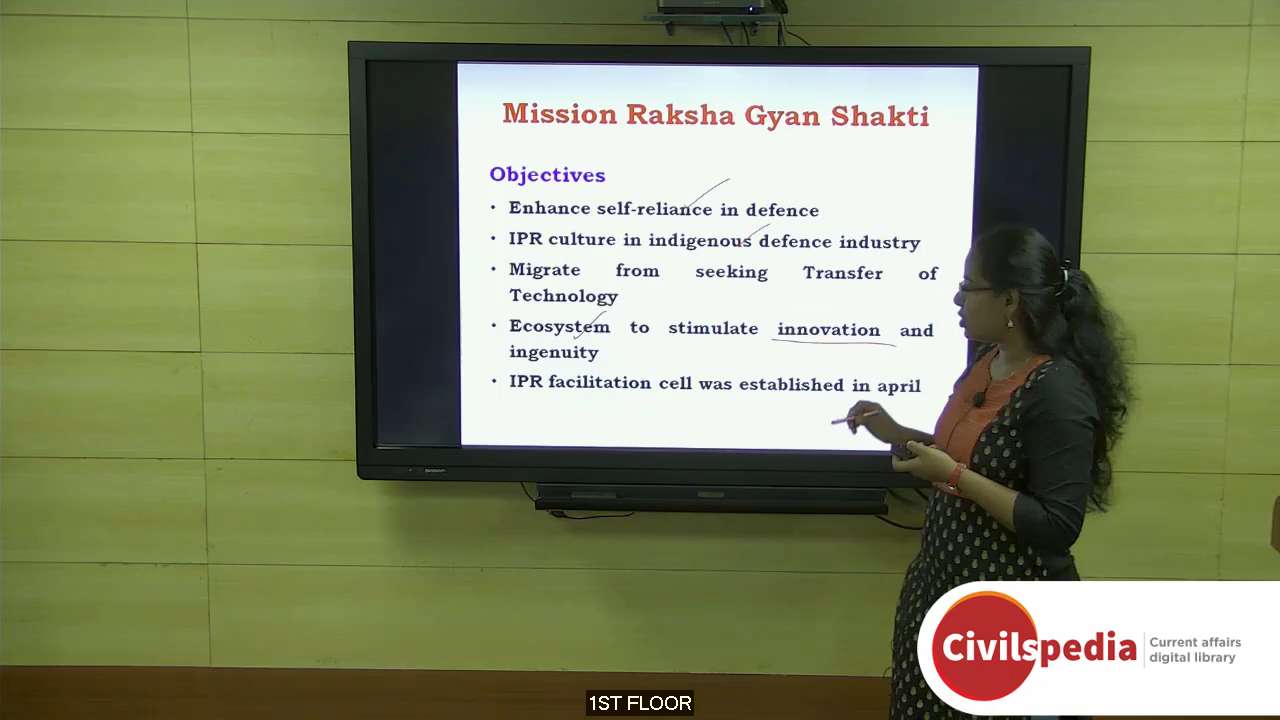 Mission Raksha Gyan Shakti
Objectives
• Enhance self-reliance in defence
• IPR culture in indigenous defence industry
• Migrate from seeking Transfer of
Technology
• Ecosystem to stimulate innovation and
ingenuity
• IPR facilitation cell was established in april
Civilspedia
Current affairs
digital library
1ST FLOOR